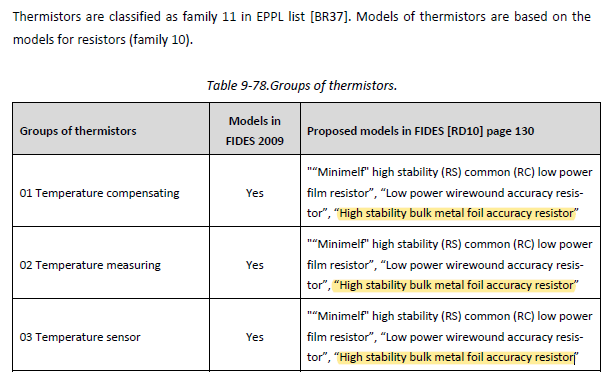 Thermistors are classified as family 11 in EPPL list [BR37]. Models of thermistors are based on the
models for resistors (family 10).
Table 9-78.Groups of thermistors.
Groups of thermistors
Models in
FIDES 2009
Proposed models in FIDES [RD10] page 130
01 Temperature compensating
Yes
"“Minimelf" high stability (RS) common (RC) low power
film resistor”, “Low power wirewound accuracy resis-
tor”, “High stability bulk metal foil accuracy resistor”
02 Temperature measuring
Yes
"“Minimelf" high stability (RS) common (RC) low power
film resistor”, “Low power wirewound accuracy resis-
tor”, “High stability bulk metal foil accuracy resistor”
03 Temperature sensor
Yes
"“Minimelf" high stability (RS) common (RC) low power
film resistor”, “Low power wirewound accuracy resis-
tor”, “High stability bulk metal foil accuracy resistor”